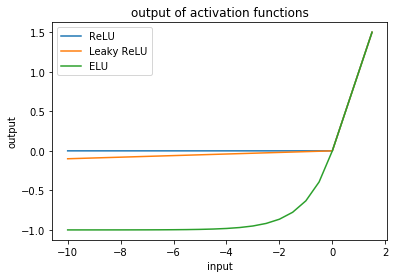 output of activation functions
ReLU
Leaky ReLU
ELU
output
1.5
1.0
0.5
0.0
−0.5
−1.0
−10 −8 −6 −4 −2 0 2
input